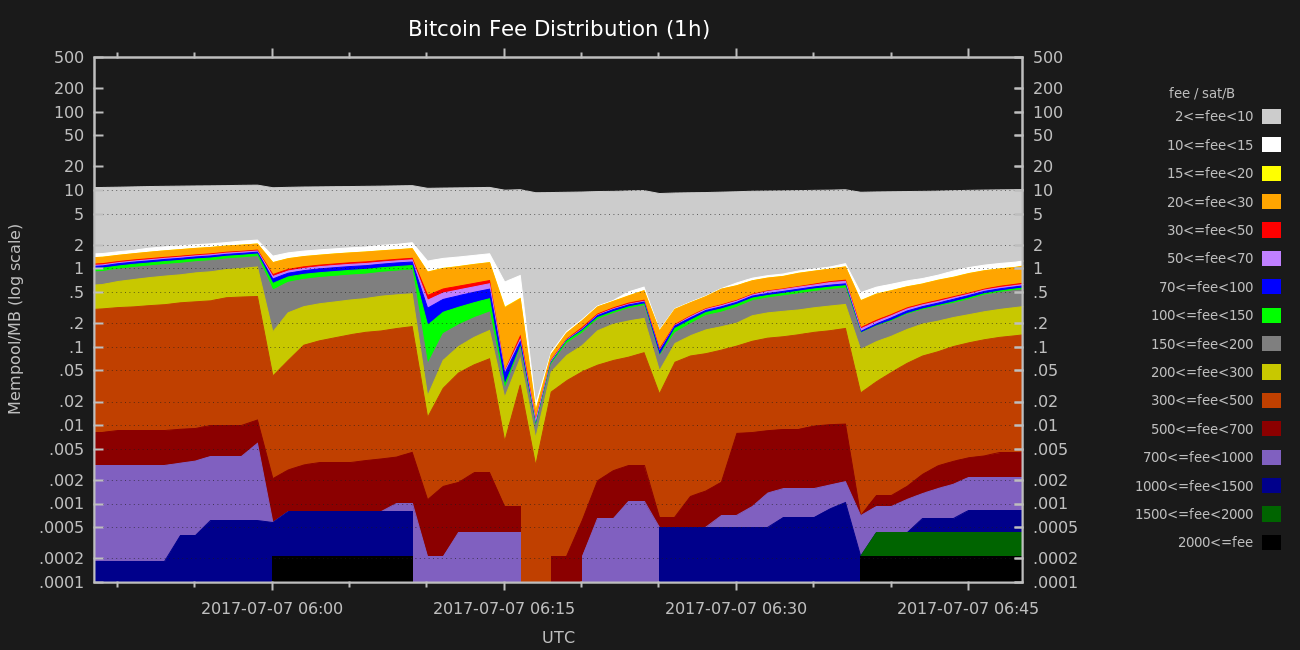 Bitcoin Fee Distribution (1h)
Mempool/MB (log scale)
500 500
200 200
100 100
50 50
20 20
10 10
5 5
2 2
1 1
.5 .5
.2 .2
.1 .1
.05 .05
.02 .02
.01 .01
.005 .005
.002 .002
.001 .001
.0005 .0005
.0002 .0002
.0001 .0001
2017-07-07 06:00 2017-07-07 06:15 2017-07-07 06:30 2017-07-07 06:45
UTC
fee / sat/B
2<=fee<10
10<=fee<15
15<=fee<20
20<=fee<30
30<=fee<50
50<=fee<70
70<=fee<100
100<=fee<150
150<=fee<200
200<=fee<300
300<=fee<500
500<=fee<700
700<=fee<1000
1000<=fee<1500
1500<=fee<2000
2000<=fee